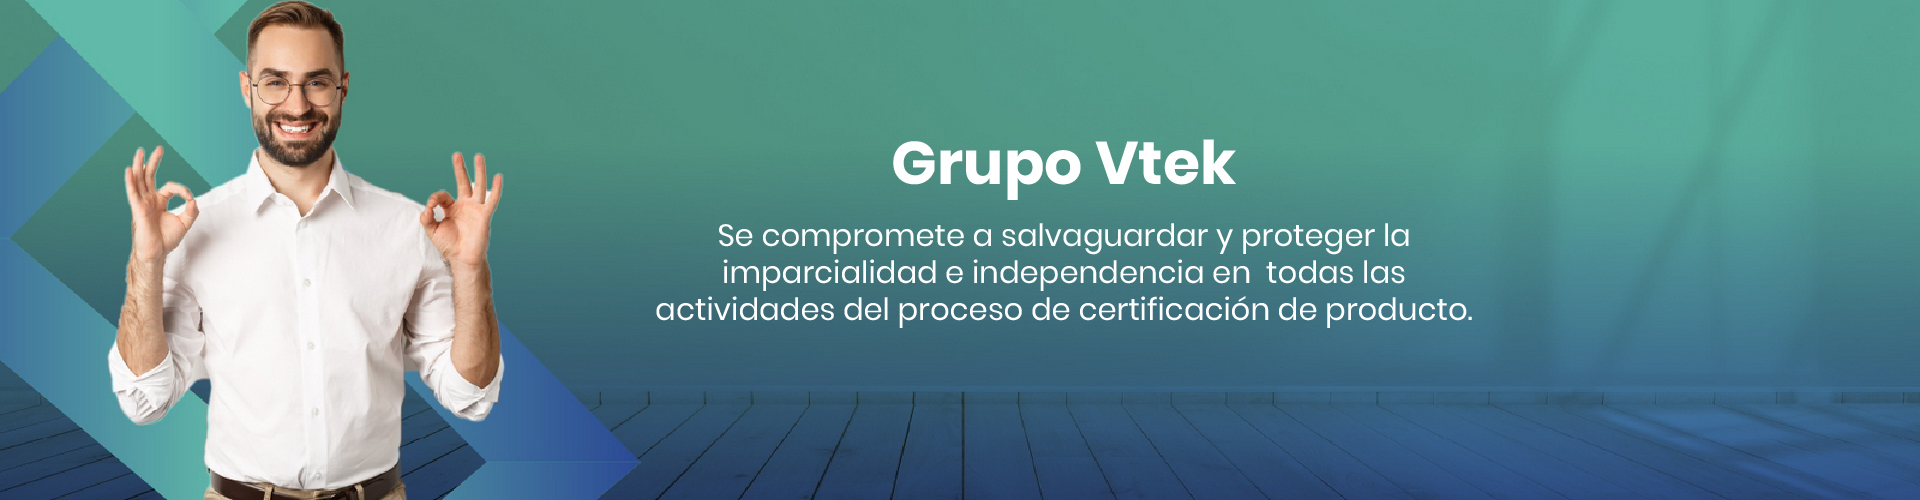 Grupo Vtek
Se compromete a salvaguardar y proteger la
imparcialidad e independencia en  todas las
actividades del proceso de certificación de producto.